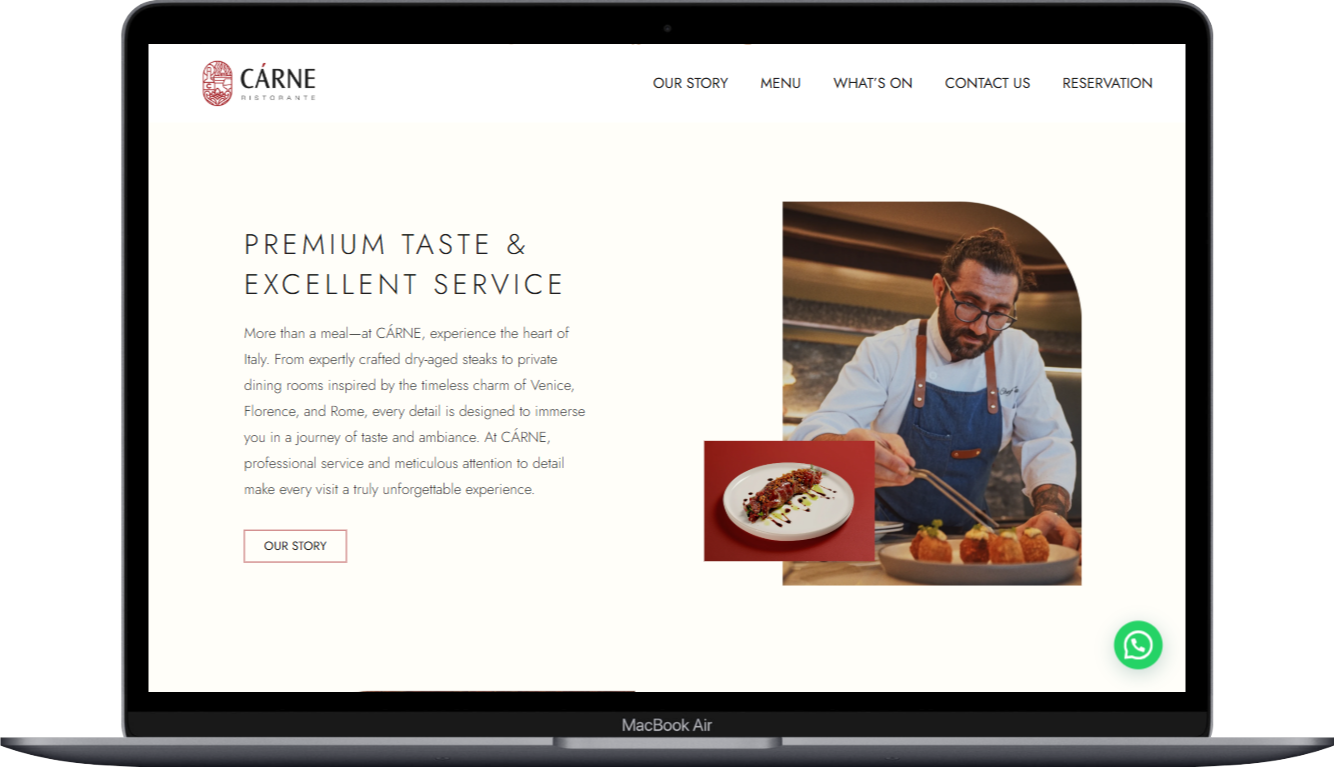 CÁRNE
RISTORANTE
OUR STORY MENU WHAT'S ON CONTACT US RESERVATION
PREMIUM TASTE &
EXCELLENT SERVICE
More than a meal—at CÁRNE, experience the heart of
Italy. From expertly crafted dry-aged steaks to private
dining rooms inspired by the timeless charm of Venice,
Florence, and Rome, every detail is designed to immerse
you in a journey of taste and ambiance. At CÁRNE,
professional service and meticulous attention to detail
make every visit a truly unforgettable experience.
OUR STORY
MacBook Air